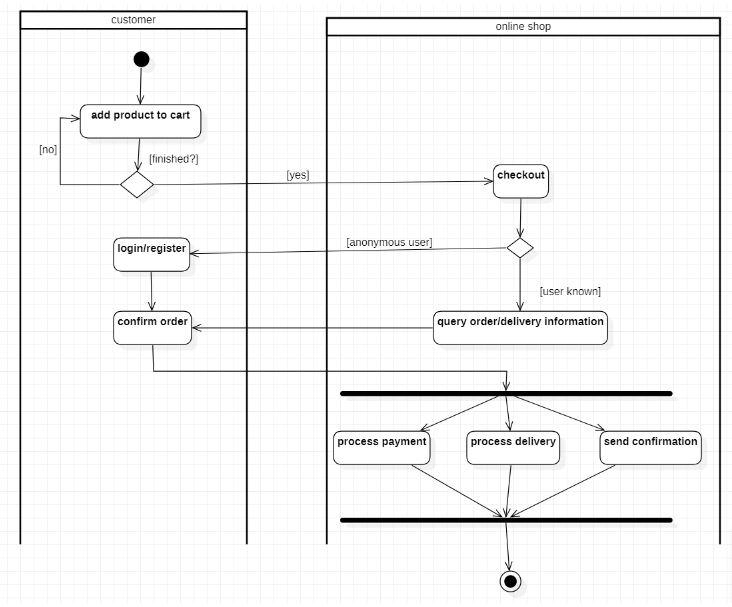 customer
online shop
add product to cart
[no]
[finished?]
[yes]
checkout
login/register
[anonymous user]
[user known]
confirm order
query order/delivery information
process payment
process delivery
send confirmation